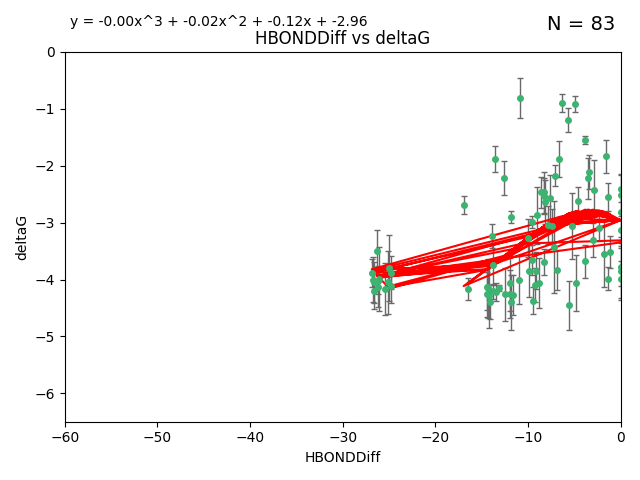 y = -0.00x^3 + -0.02x^2 + -0.12x + -2.96
N = 83
HBONDDiff vs deltaG
0
−1
−2
−3
−4
−5
−6
deltaG
−60 −50 −40 −30 −20 −10 0
HBONDDiff